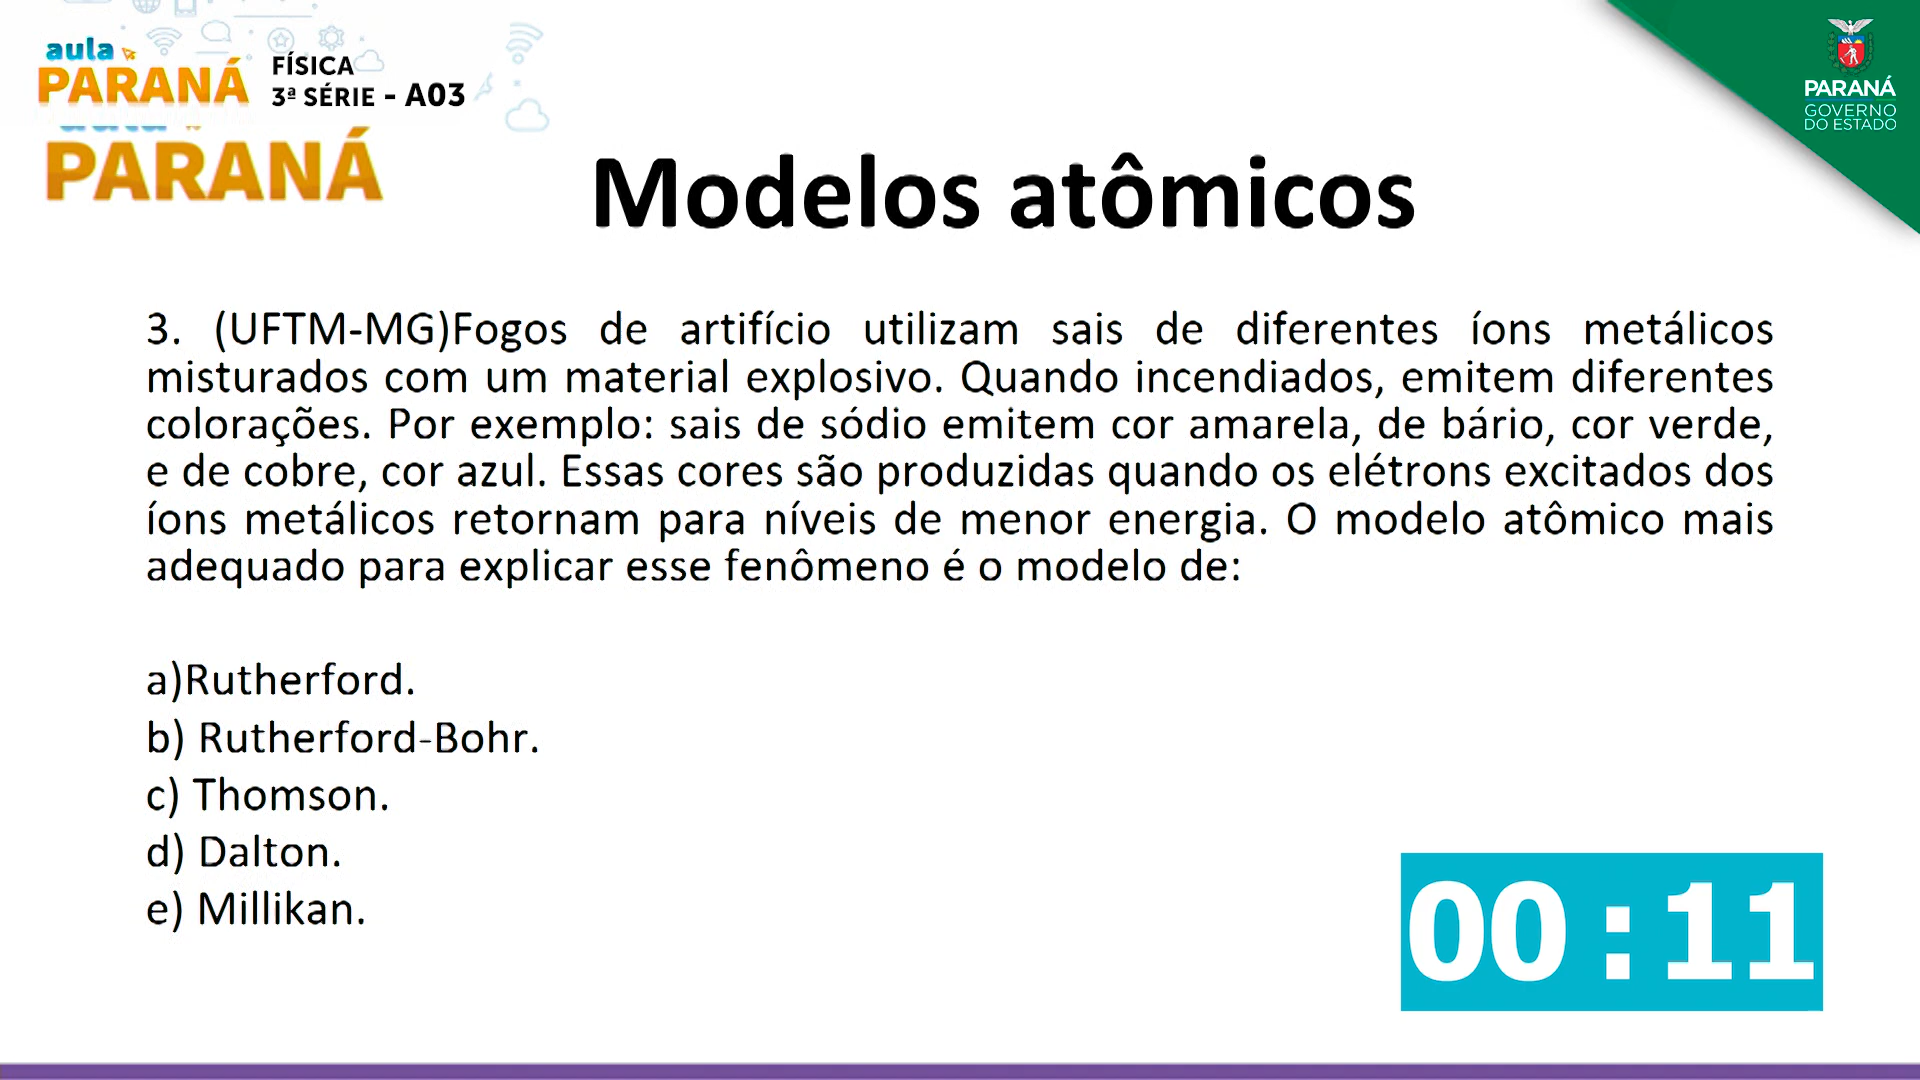 aula
PARANÁ
FÍSICA
3ª SÉRIE - A03
PARANÁ
GOVERNO
DO ESTADO
PARANÁ
Modelos atômicos
3. (UFTM-MG)Fogos de artifício utilizam sais de diferentes íons metálicos
misturados com um material explosivo. Quando incendiados, emitem diferentes
colorações. Por exemplo: sais de sódio emitem cor amarela, de bário, cor verde,
e de cobre, cor azul. Essas cores são produzidas quando os elétrons excitados dos
íons metálicos retornam para níveis de menor energia. O modelo atômico mais
adequado para explicar esse fenômeno é o modelo de:
a)Rutherford.
b) Rutherford-Bohr.
c) Thomson.
d) Dalton.
e) Millikan.
00:11